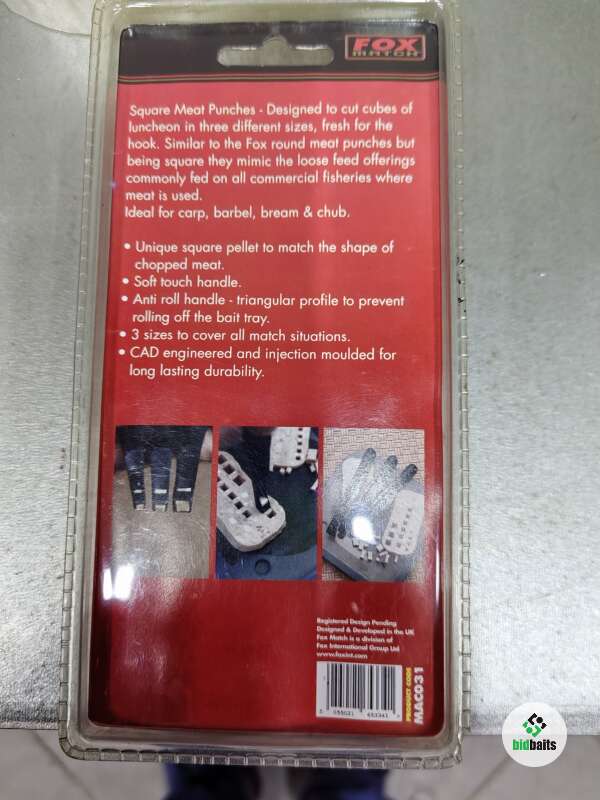 FOX
MATCH
Square Meat Punches - Designed to cut cubes of
luncheon in three different sizes, fresh for the
hook. Similar to the Fox round meat punches but
being square they mimic the loose feed offerings
commonly fed on all commercial fisheries where
meat is used.
Ideal for carp, barbel, bream & chub.
• Unique square pellet to match the shape of
chopped meat.
• Soft touch handle.
• Anti roll handle - triangular profile to prevent
rolling off the bait tray.
• 3 sizes to cover all match situations.
• CAD engineered and injection moulded for
long lasting durability.
Registered Design Pending
Designed & Developed in the UK
Fox Match is a division of
Fox International Group Ltd
www.foxint.com
PRODUCT CODE
MAC031
bidbaits